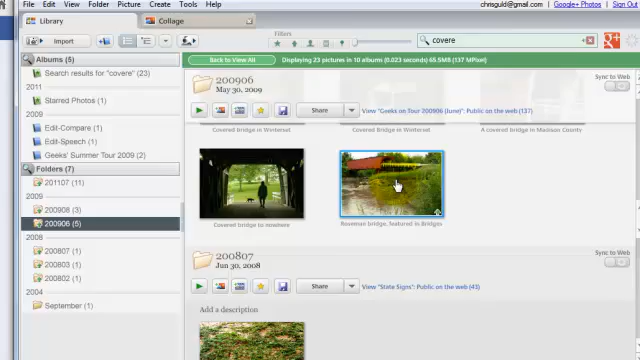 File Edit View Folder Picture Create Tools Help
chrisguld@gmail.com | Google+ Photos | Sign Out
Library
Collage
Import
Filters
covere
Back to View All
Displaying 23 pictures in 10 albums (0.023 seconds) 65.5MB (137 MPixel)
Albums (5)
Search results for "covere" (23)
2011
Starred Photos (1)
2009
Edit-Compare (1)
Edit-Speech (1)
Geeks' Summer Tour 2009 (2)
Folders (7)
201107 (11)
2009
200908 (3)
200906 (5)
2008
200807 (1)
200803 (1)
200802 (1)
2004
September (1)
200906
May 30, 2009
Sync to Web
Share
View "Geeks on Tour 200906 (June)": Public on the web (137)
Covered Bridge in Winterset
Covered bridge in Winterset
A covered bridge in Madison County
Covered bridge to nowhere
Roseman bridge, featured in Bridges
200807
Jun 30, 2008
Sync to Web
Share
View "State Signs": Public on the web (43)
Add a description